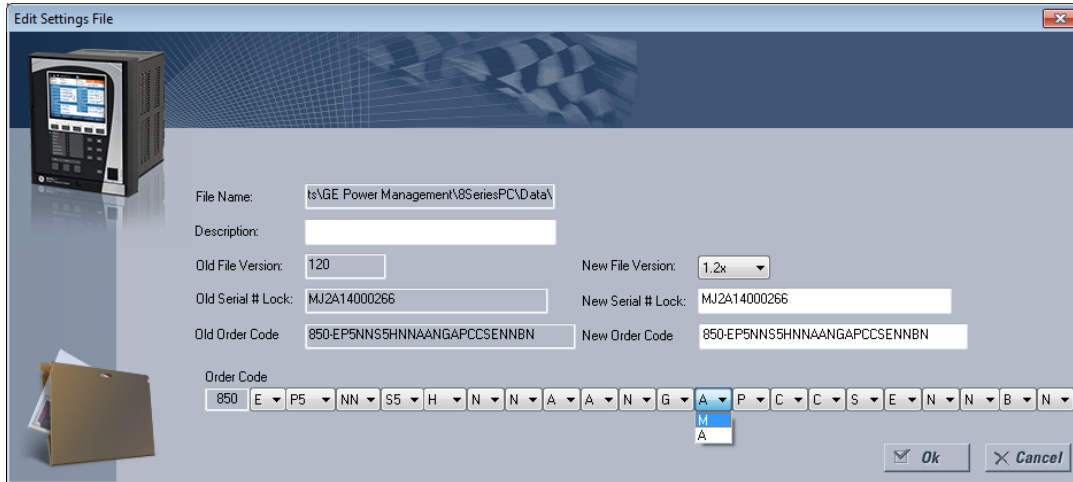 Edit Settings File
File Name: ts\GE Power Management\8SeriesPC\Data\
Description:
Old File Version: 120 New File Version: 1.2x
Old Serial # Lock: MJ2A14000266 New Serial # Lock: MJ2A14000266
Old Order Code 850-EP5NNS5HNNAANGAPCCSENNBN New Order Code 850-EP5NNS5HNNAANGAPCCSENNBN
Order Code
850 E P5 NN S5 H N N A A N G A P C C S E N N B N
M
A
Ok Cancel